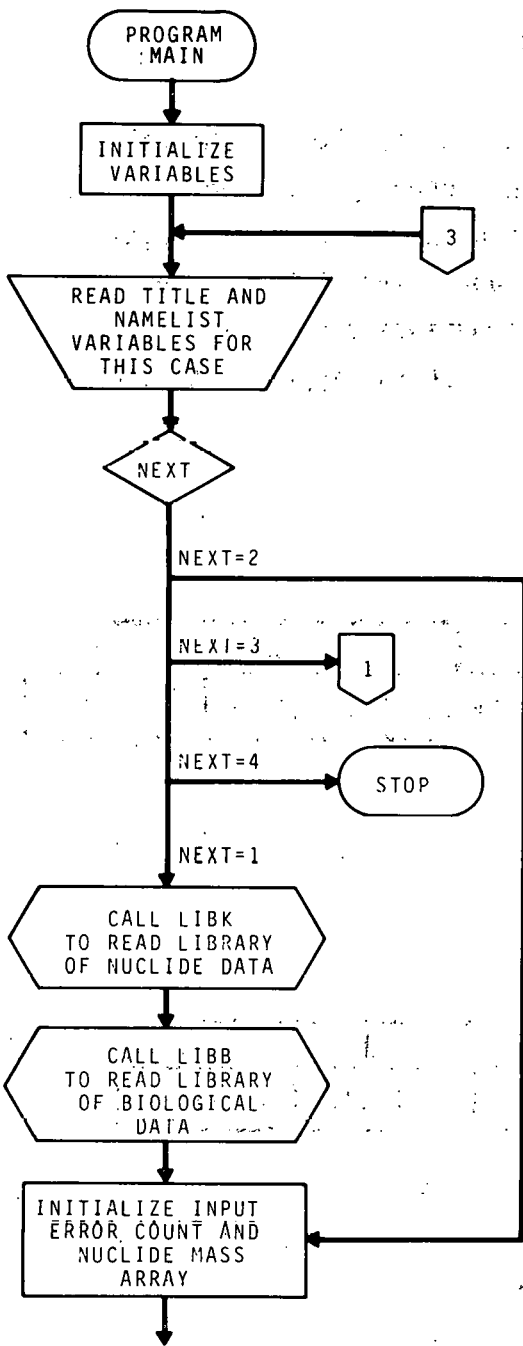 PROGRAM
MAIN
INITIALIZE
VARIABLES
3
READ TITLE AND
NAMELIST
VARIABLES FOR
THIS CASE
NEXT
NEXT=2
NEXT=3
1
NEXT=4
STOP
NEXT=1
CALL LIBK
TO READ LIBRARY
OF NUCLIDE DATA
CALL LIBB
TO READ LIBRARY
OF BIOLOGICAL
DATA
INITIALIZE INPUT
ERROR COUNT AND
NUCLIDE MASS
ARRAY